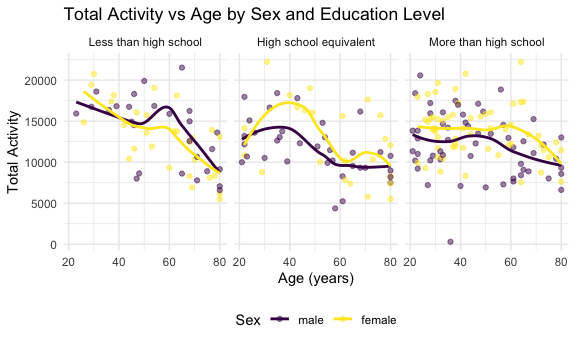 Total Activity vs Age by Sex and Education Level
Less than high school
High school equivalent
More than high school
Total Activity
20000
15000
10000
5000
0
20 40 60 80
20 40 60 80
20 40 60 80
Age (years)
Sex male female